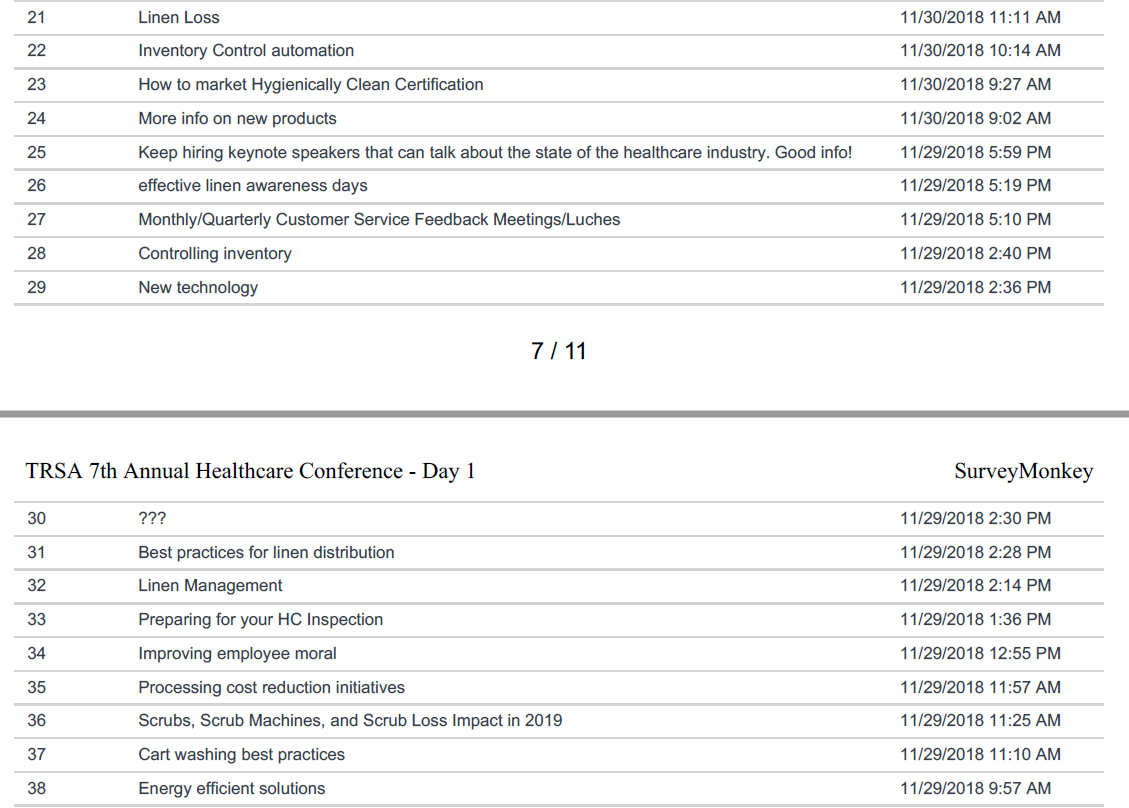 21 Linen Loss 11/30/2018 11:11 AM
22 Inventory Control automation 11/30/2018 10:14 AM
23 How to market Hygienically Clean Certification 11/30/2018 9:27 AM
24 More info on new products 11/30/2018 9:02 AM
25 Keep hiring keynote speakers that can talk about the state of the healthcare industry. Good info! 11/29/2018 5:59 PM
26 effective linen awareness days 11/29/2018 5:19 PM
27 Monthly/Quarterly Customer Service Feedback Meetings/Luches 11/29/2018 5:10 PM
28 Controlling inventory 11/29/2018 2:40 PM
29 New technology 11/29/2018 2:36 PM
7 / 11
TRSA 7th Annual Healthcare Conference - Day 1 SurveyMonkey
30 ??? 11/29/2018 2:30 PM
31 Best practices for linen distribution 11/29/2018 2:28 PM
32 Linen Management 11/29/2018 2:14 PM
33 Preparing for your HC Inspection 11/29/2018 1:36 PM
34 Improving employee moral 11/29/2018 12:55 PM
35 Processing cost reduction initiatives 11/29/2018 11:57 AM
36 Scrubs, Scrub Machines, and Scrub Loss Impact in 2019 11/29/2018 11:25 AM
37 Cart washing best practices 11/29/2018 11:10 AM
38 Energy efficient solutions 11/29/2018 9:57 AM